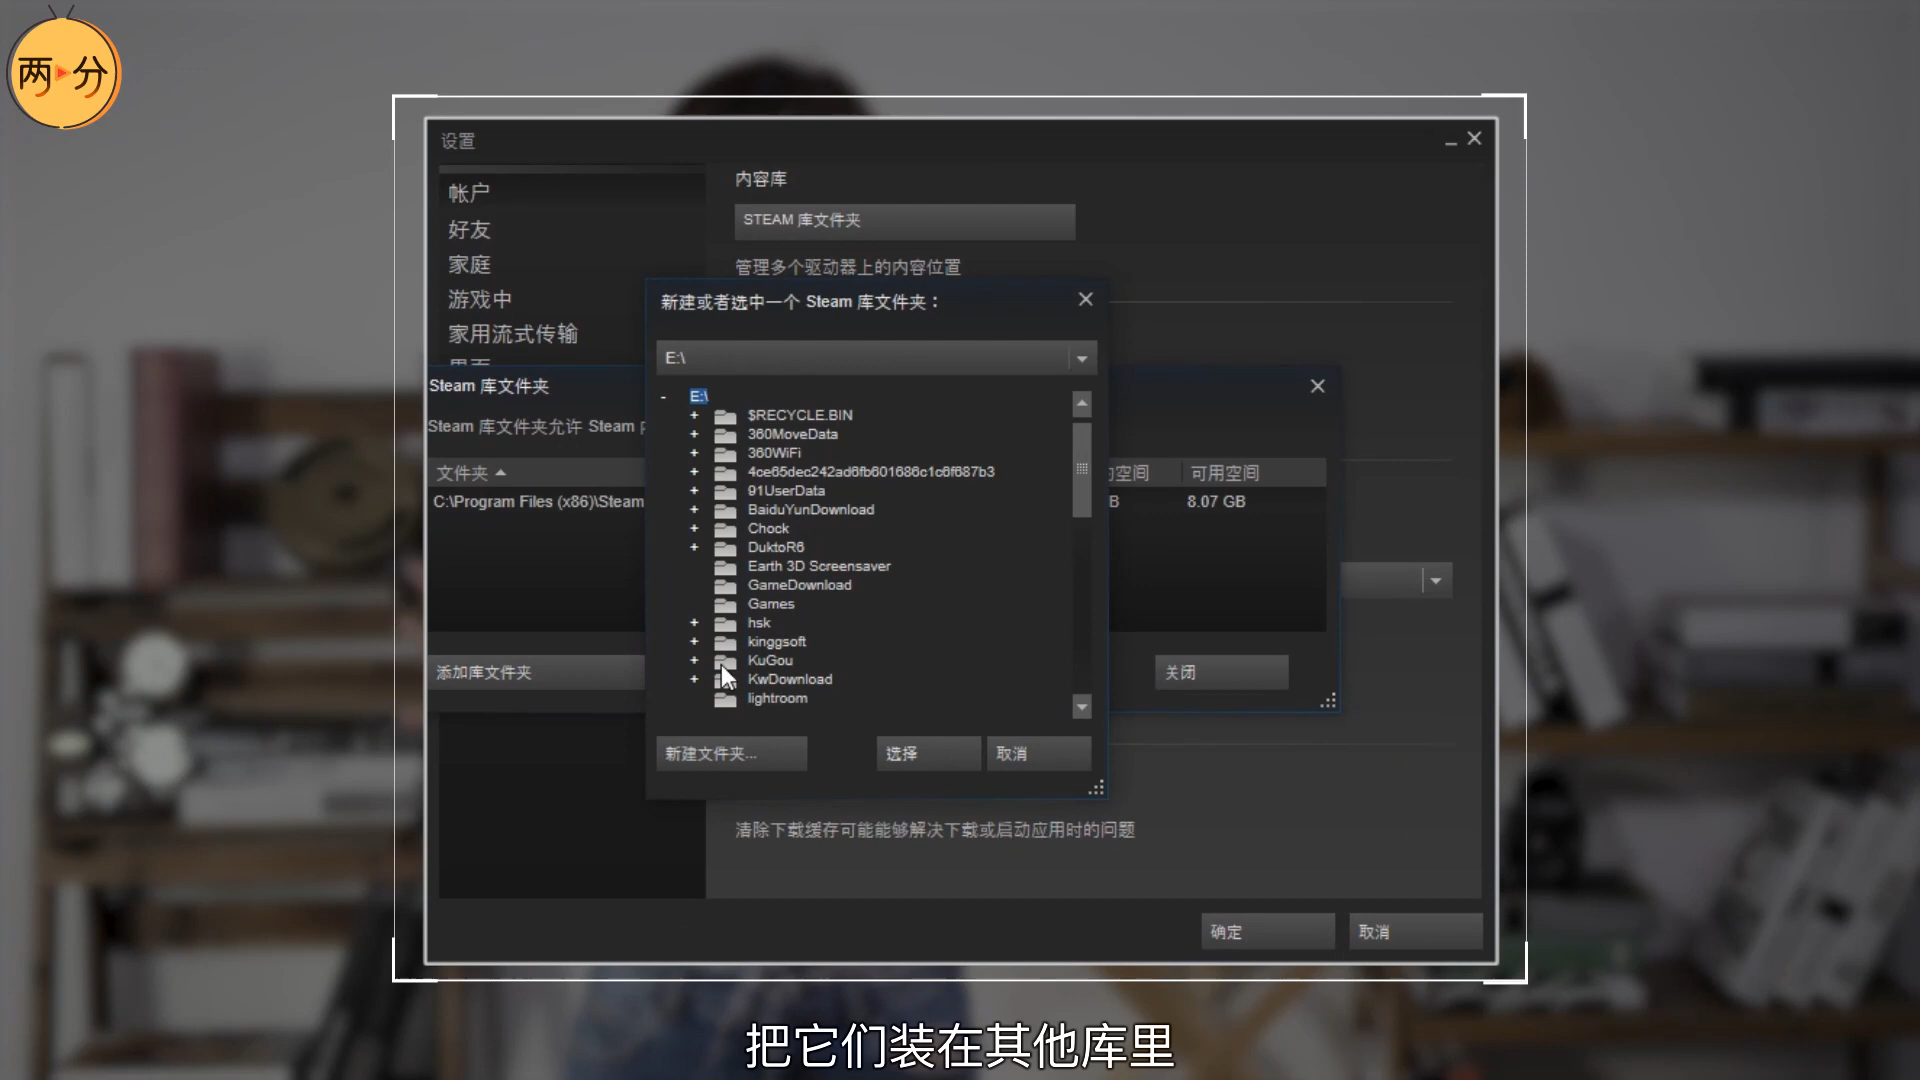 两分
设置
帐户
好友
家庭
游戏中
家用流式传输
内容库
STEAM 库文件夹
管理多个驱动器上的内容位置
Steam 库文件夹
Steam 库文件夹允许 Steam
文件夹
空间
可用空间
C:\Program Files (x86)\Steam
B
8.07 GB
添加库文件夹
关闭
新建或者选中一个 Steam 库文件夹：
E:\
- E:\
+ $RECYCLE.BIN
+ 360MoveData
+ 360WiFi
+ 4ce65dec242ad6fb601686c1c6f687b3
+ 91UserData
+ BaiduYunDownload
+ Chock
+ DuktoR6
Earth 3D Screensaver
GameDownload
Games
+ hsk
+ kinggsoft
+ KuGou
+ KwDownload
lightroom
新建文件夹...
选择
取消
清除下载缓存可能能够解决下载或启动应用时的问题
确定
取消
把它们装在其他库里